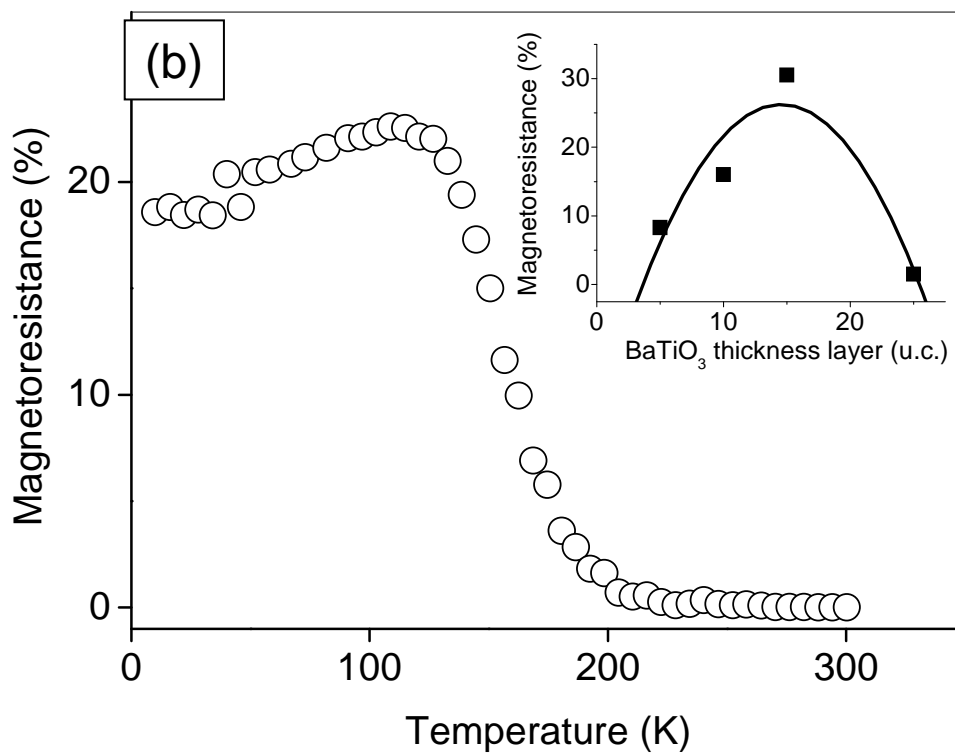 (b)
Magnetoresistance (%)
20
10
0
0 100 200 300
Temperature (K)
Magnetoresistance (%)
30
20
10
0
0 10 20
BaTiO₃ thickness layer (u.c.)